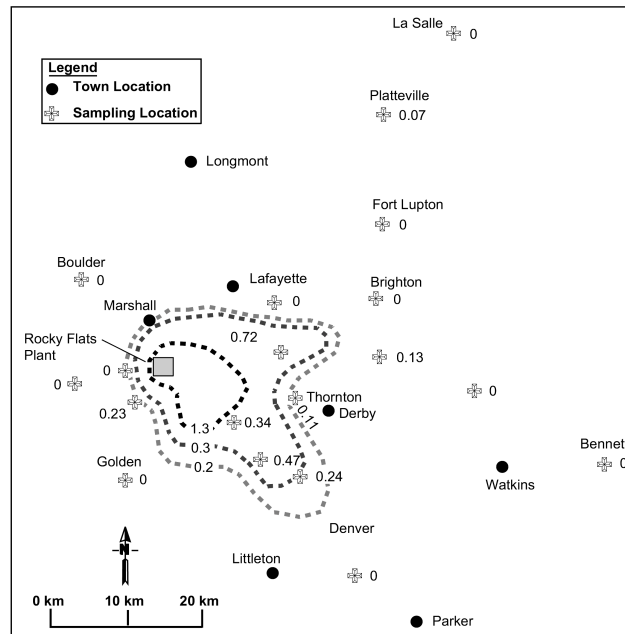 La Salle
0
Legend
Town Location
Sampling Location
Platteville
0.07
Longmont
Fort Lupton
0
Boulder
0
Lafayette
0
Brighton
0
Marshall
0.72
Rocky Flats
Plant
0
0
0.13
0
0.23
Thornton
0.11
Derby
1.3
0.34
0.3
0.2
0.47
0.24
Golden
0
Bennet
0
Watkins
N
Denver
Littleton
0
0 km
10 km
20 km
Parker